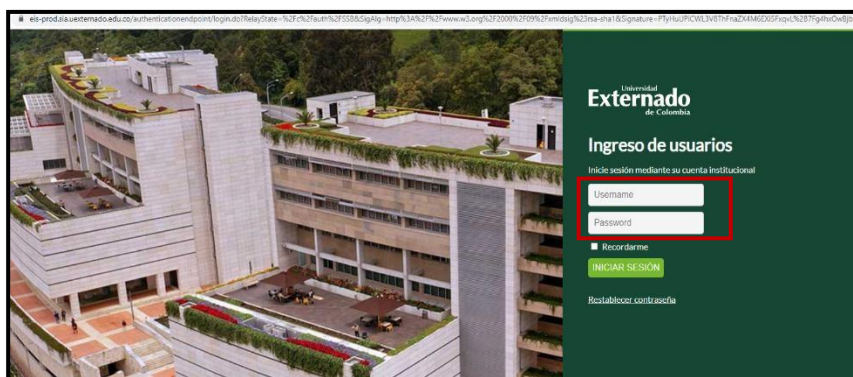 eis-prod.sia.uexternado.edu.co/authenticationendpoint/login.do?RelayState=%2Fc%2Fauth%2FSSB&SigAlg=http%3A%2F%2Fwww.w3.org%2F2000%2F09%2Fxmldsig%23rsa-sha1&Signature=
Universidad
Externado
de Colombia
Ingreso de usuarios
Inicie sesión mediante su cuenta institucional
Username
Password
Recordarme
INICIAR SESIÓN
Restablecer contraseña